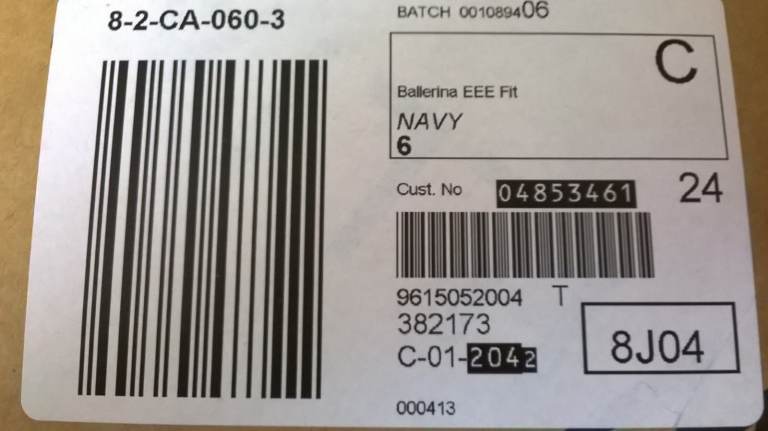 8-2-CA-060-3
BATCH 001089406
C
Ballerina EEE Fit
NAVY
6
Cust. No 04853461 24
9615052004 T
382173
C-01-2042
8J04
000413